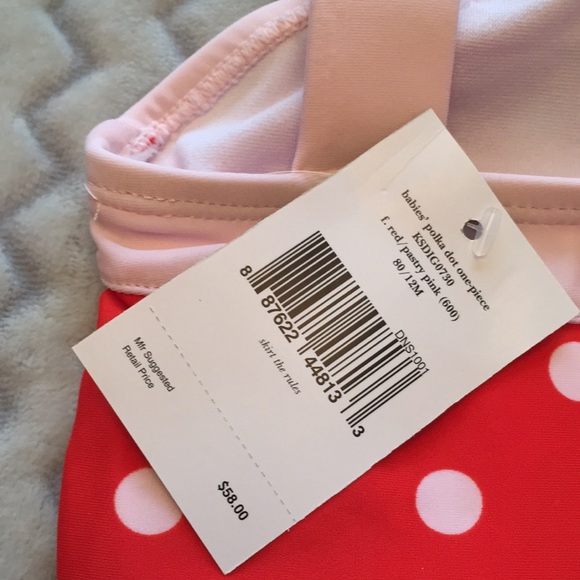 babies' polka dot one-piece
KSDIG0730
f. red/pastry pink (600)
80/12M
DNS1001
8 87622 44813 3
skirt the rules
Mfr Suggested
Retail Price
$58.00